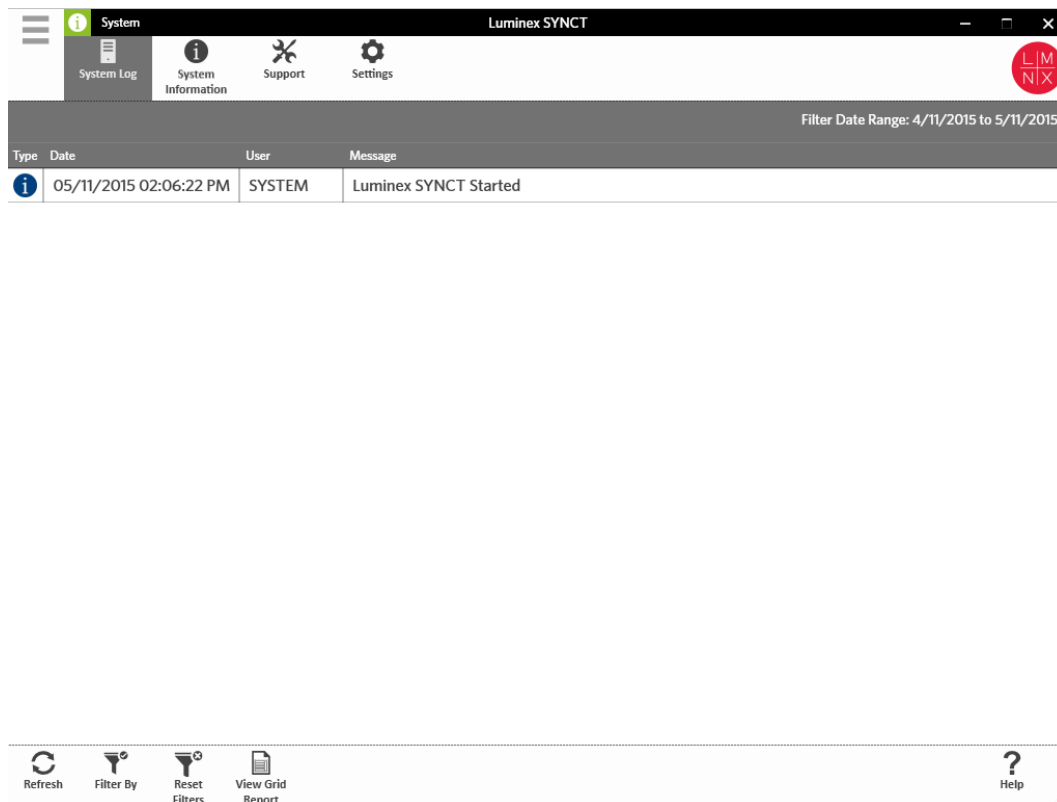 System
Luminex SYNCT
System Log
System
Information
Support
Settings
L M
N X
Filter Date Range: 4/11/2015 to 5/11/2015
Type Date User Message
05/11/2015 02:06:22 PM SYSTEM Luminex SYNCT Started
Refresh
Filter By
Reset
Filters
View Grid
Report
Help